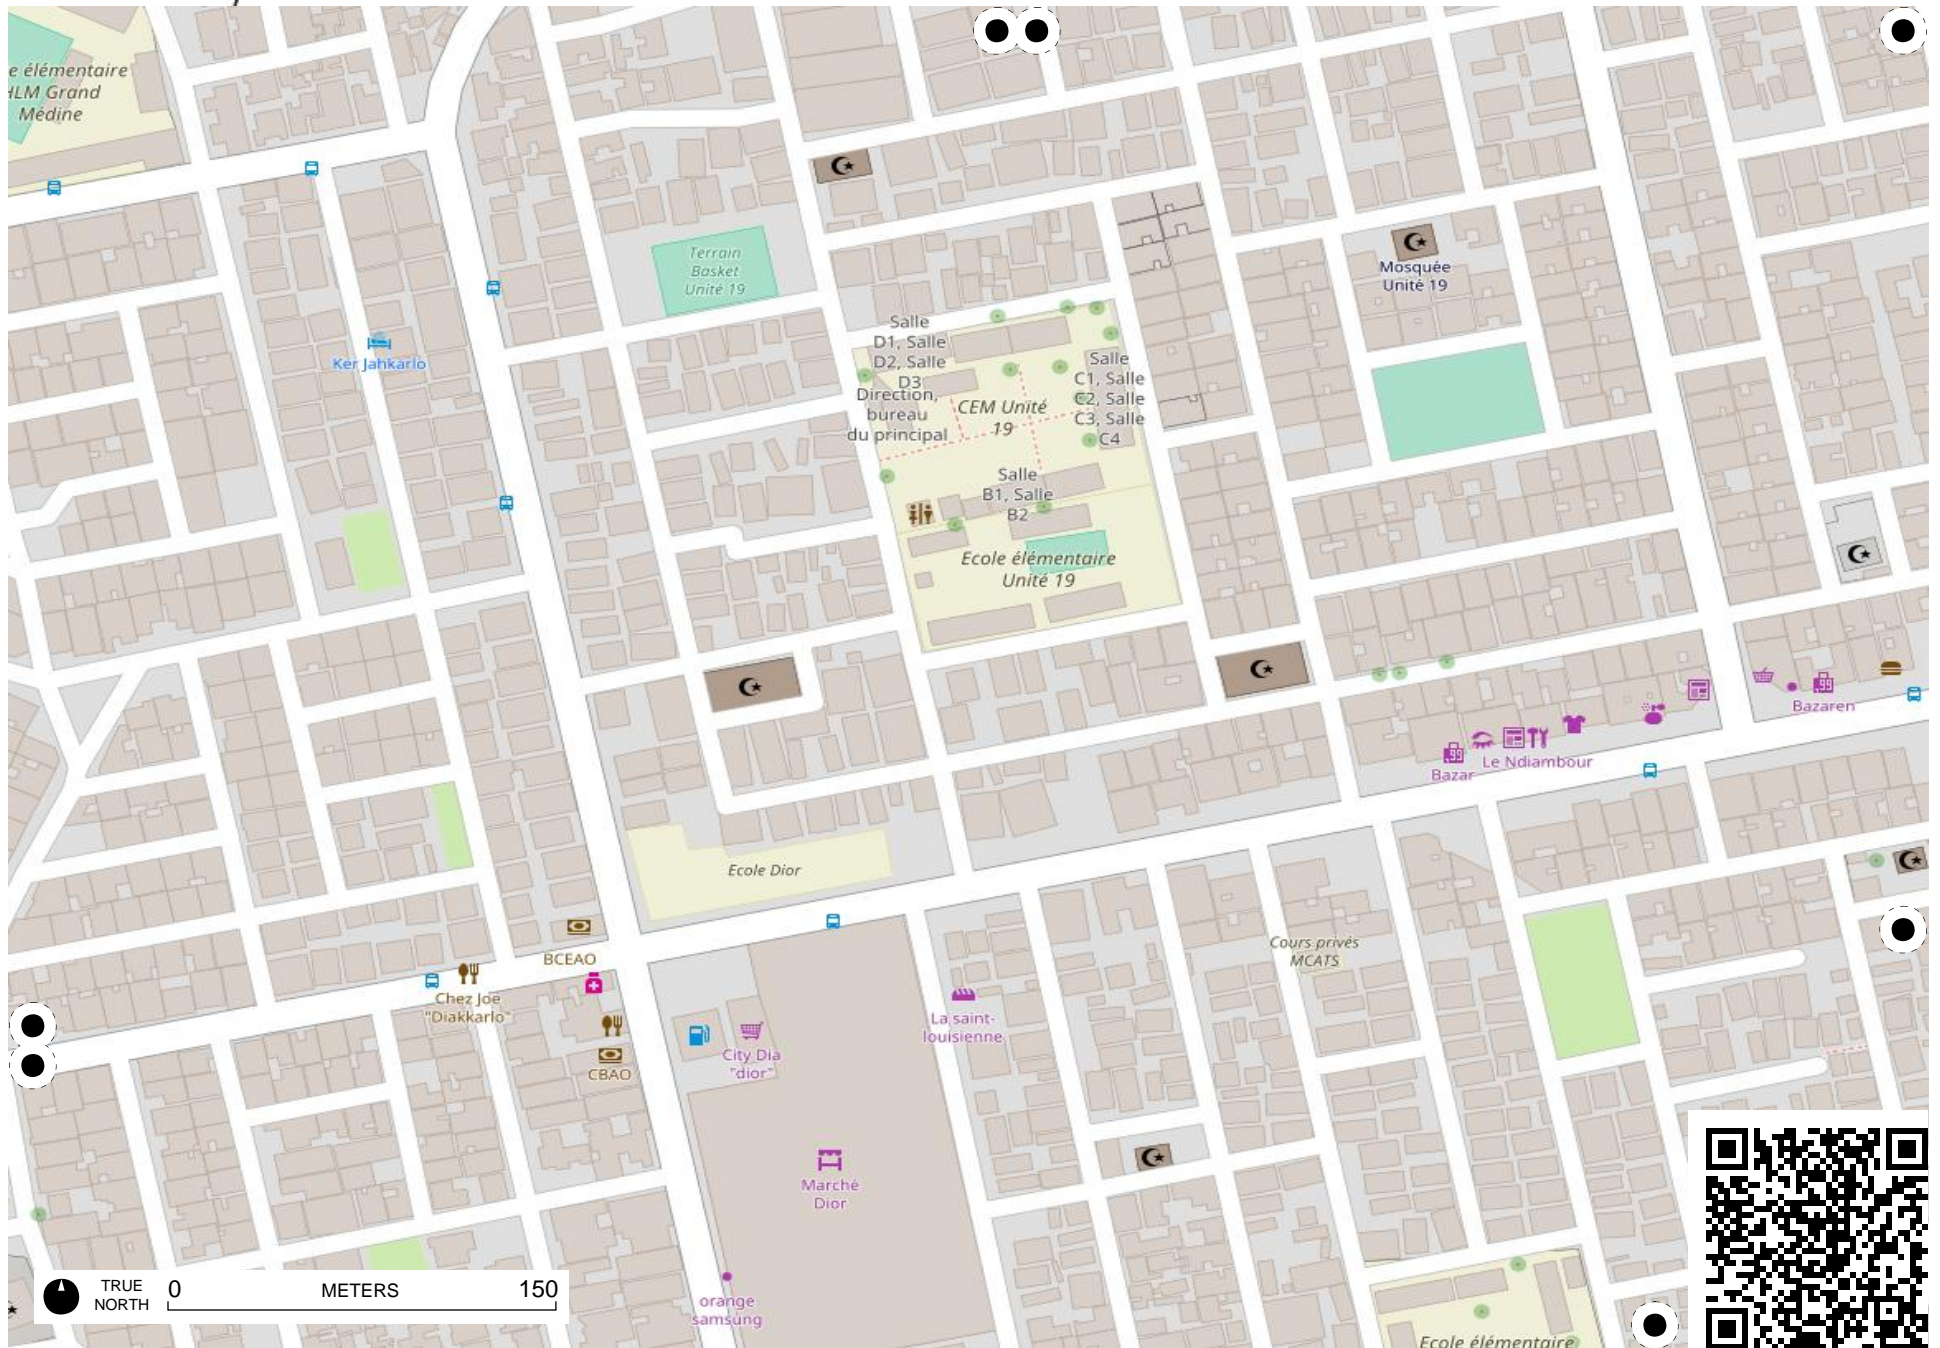 e élémentaire
HLM Grand
Médine
Terrain
Basket
Unité 19
Ker Jahkarlo
Mosquée
Unité 19
Salle
D1, Salle
D2, Salle
D3
Direction,
bureau
du principal
CEM Unité
19
Salle
C1, Salle
C2, Salle
C3, Salle
C4
Salle
B1, Salle
B2
Ecole élémentaire
Unité 19
Bazaren
Bazar
Le Ndiambour
Ecole Dior
BCEAO
Chez Joe
"Diakkarlo"
CBAO
City Dia
"dior"
La saint-
louisienne
Cours privés
MCATS
Marché
Dior
orange
samsung
Ecole élémentaire
TRUE
NORTH
0 METERS 150